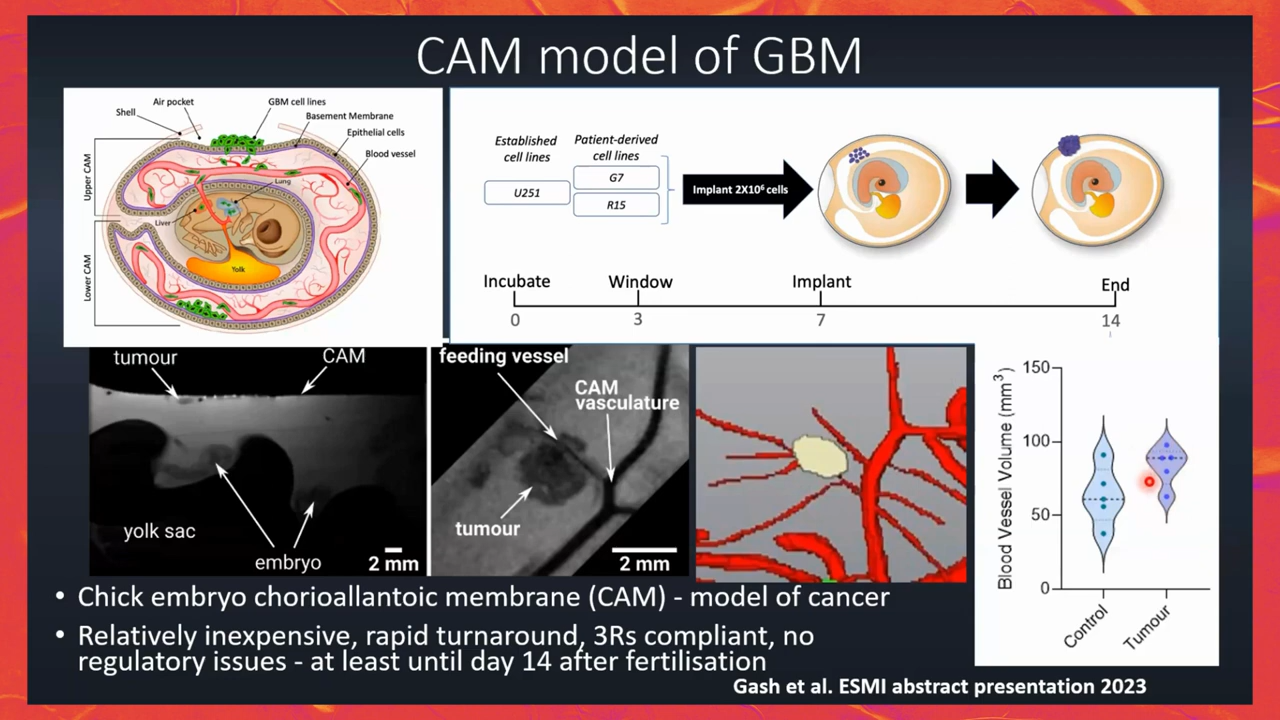 CAM model of GBM
Air pocket
GBM cell lines
Shell
Basement Membrane
Epithelial cells
Blood vessel
Upper CAM
Lung
Liver
Yolk
Lower CAM
Established cell lines
Patient-derived cell lines
U251
G7
R15
Implant 2X10⁶ cells
Incubate
Window
Implant
End
0
3
7
14
tumour
CAM
yolk sac
embryo
2 mm
feeding vessel
CAM vasculature
tumour
2 mm
Blood Vessel Volume (mm³)
150
100
50
0
Control
Tumour
• Chick embryo chorioallantoic membrane (CAM) - model of cancer
• Relatively inexpensive, rapid turnaround, 3Rs compliant, no
regulatory issues - at least until day 14 after fertilisation
Gash et al. ESMI abstract presentation 2023